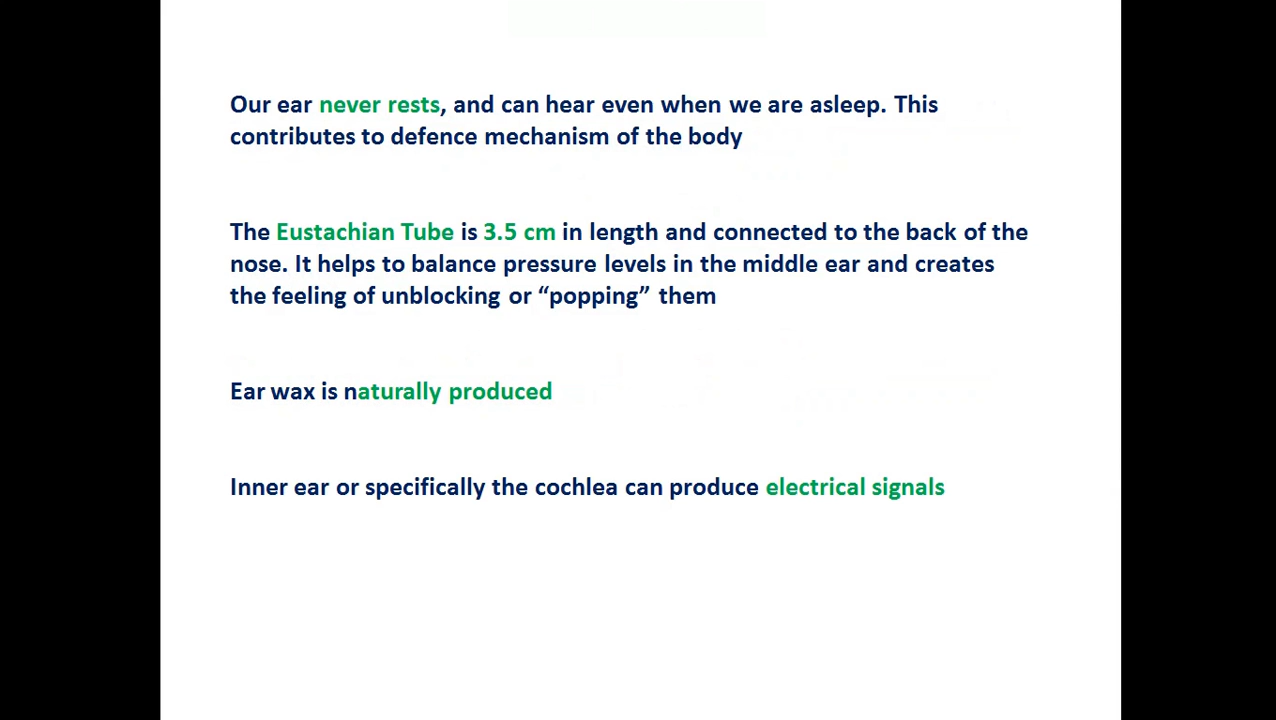 Our ear never rests, and can hear even when we are asleep. This
contributes to defence mechanism of the body
The Eustachian Tube is 3.5 cm in length and connected to the back of the
nose. It helps to balance pressure levels in the middle ear and creates
the feeling of unblocking or “popping” them
Ear wax is naturally produced
Inner ear or specifically the cochlea can produce electrical signals